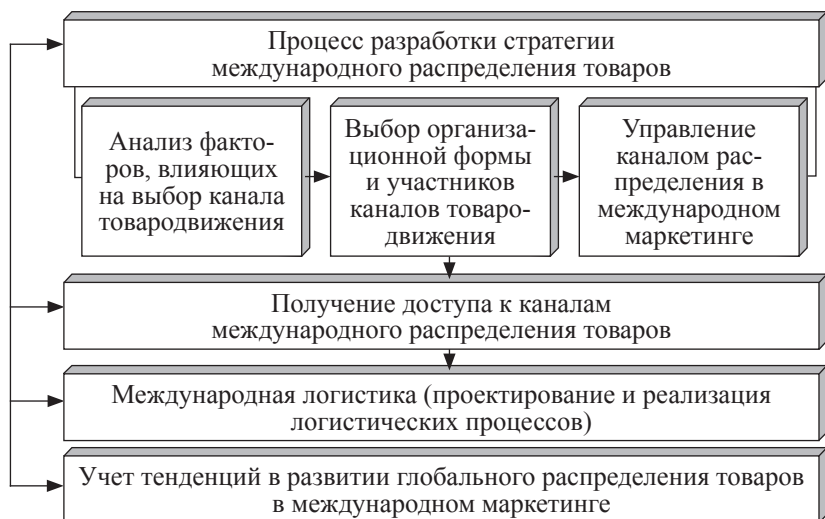 Процесс разработки стратегии
международного распределения товаров
Анализ факто-
ров, влияющих
на выбор канала
товародвижения
Выбор организа-
ционной формы
и участников
каналов товаро-
движения
Управление
каналом рас-
пределения в
международном
маркетинге
Получение доступа к каналам
международного распределения товаров
Международная логистика (проектирование и реализация
логистических процессов)
Учет тенденций в развитии глобального распределения товаров
в международном маркетинге